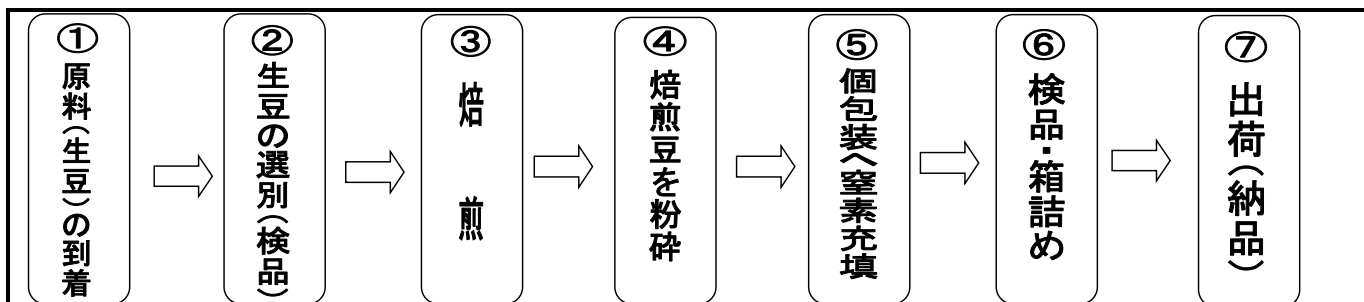 ①原料(生豆)の到着
②生豆の選別(検品)
③焙煎
④焙煎豆を粉砕
⑤個包装へ窒素充填
⑥検品・箱詰め
⑦出荷(納品)